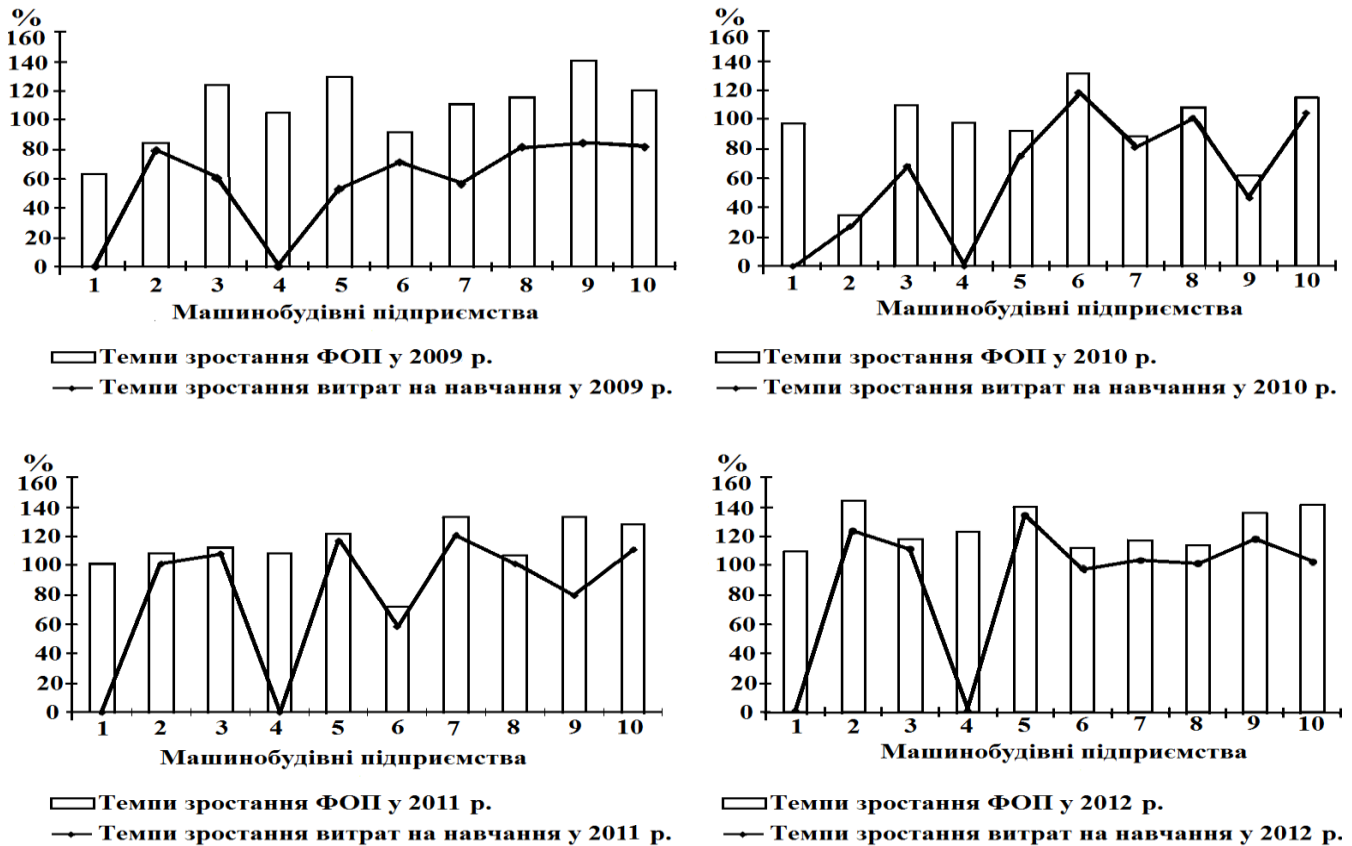 %
160
140
120
100
80
60
40
20
0
1 2 3 4 5 6 7 8 9 10
Машинобудівні підприємства
Темпи зростання ФОП у 2009 р.
Темпи зростання витрат на навчання у 2009 р.
%
160
140
120
100
80
60
40
20
0
1 2 3 4 5 6 7 8 9 10
Машинобудівні підприємства
Темпи зростання ФОП у 2010 р.
Темпи зростання витрат на навчання у 2010 р.
%
160
140
120
100
80
60
40
20
0
1 2 3 4 5 6 7 8 9 10
Машинобудівні підприємства
Темпи зростання ФОП у 2011 р.
Темпи зростання витрат на навчання у 2011 р.
%
160
140
120
100
80
60
40
20
0
1 2 3 4 5 6 7 8 9 10
Машинобудівні підприємства
Темпи зростання ФОП у 2012 р.
Темпи зростання витрат на навчання у 2012 р.